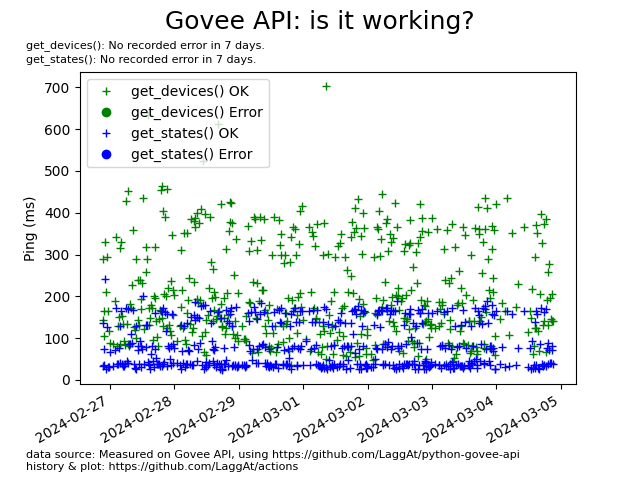 Govee API: is it working?
get_devices(): No recorded error in 7 days.
get_states(): No recorded error in 7 days.
get_devices() OK
get_devices() Error
get_states() OK
get_states() Error
Ping (ms)
700
600
500
400
300
200
100
0
2024-02-27
2024-02-28
2024-02-29
2024-03-01
2024-03-02
2024-03-03
2024-03-04
2024-03-05
data source: Measured on Govee API, using https://github.com/LaggAt/python-govee-api
history & plot: https://github.com/LaggAt/actions